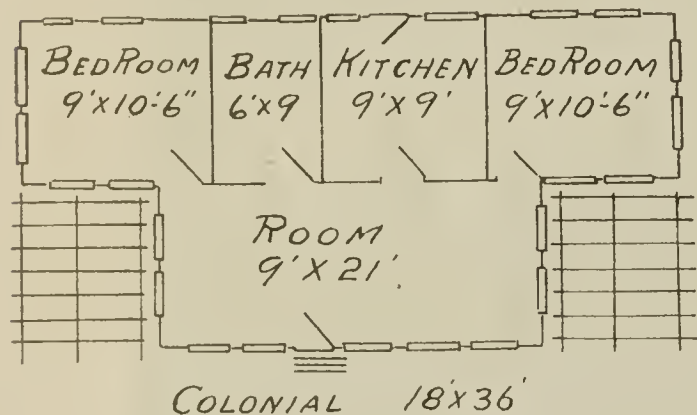 BEDROOM BATH KITCHEN BEDROOM
9'X10'-6" 6'X9 9'X9' 9'X10'-6"
ROOM
9'X21'
COLONIAL 18'X36'